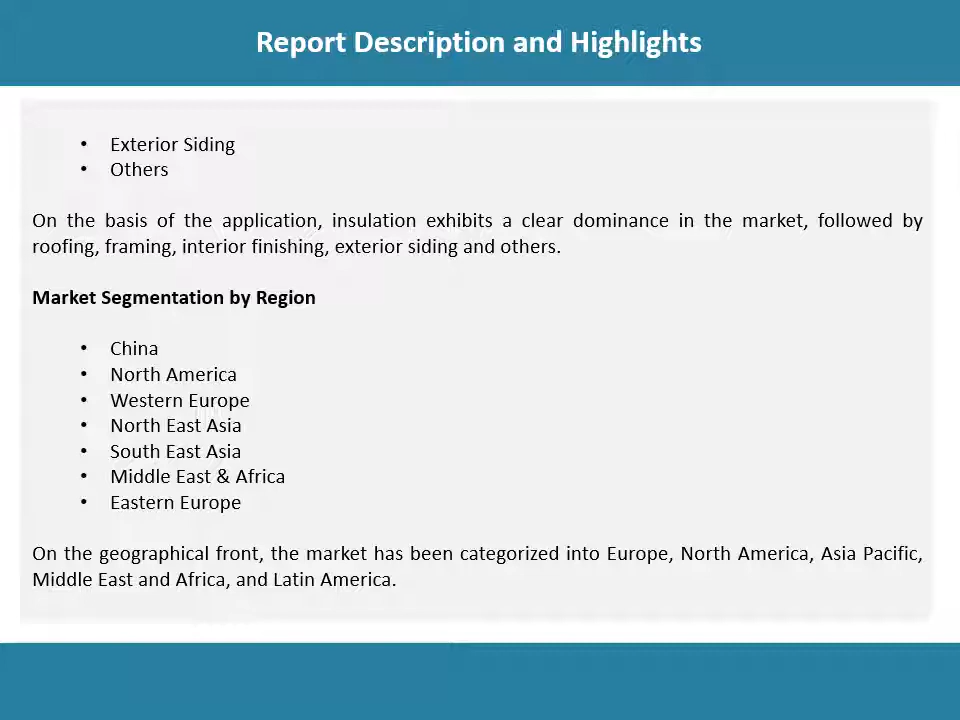 Report Description and Highlights
• Exterior Siding
• Others
On the basis of the application, insulation exhibits a clear dominance in the market, followed by
roofing, framing, interior finishing, exterior siding and others.
Market Segmentation by Region
• China
• North America
• Western Europe
• North East Asia
• South East Asia
• Middle East & Africa
• Eastern Europe
On the geographical front, the market has been categorized into Europe, North America, Asia Pacific,
Middle East and Africa, and Latin America.